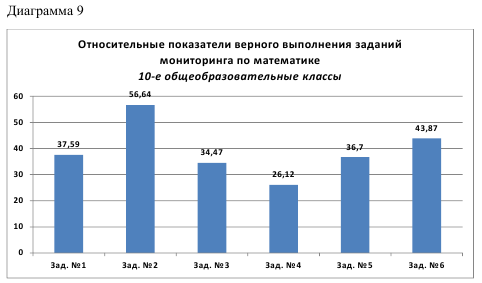 Диаграмма 9
Относительные показатели верного выполнения заданий
мониторинга по математике
10-е общеобразовательные классы
60
50
40
30
20
10
0
37,59
56,64
34,47
26,12
36,7
43,87
Зад. №1 Зад. №2 Зад. №3 Зад. №4 Зад. №5 Зад. №6